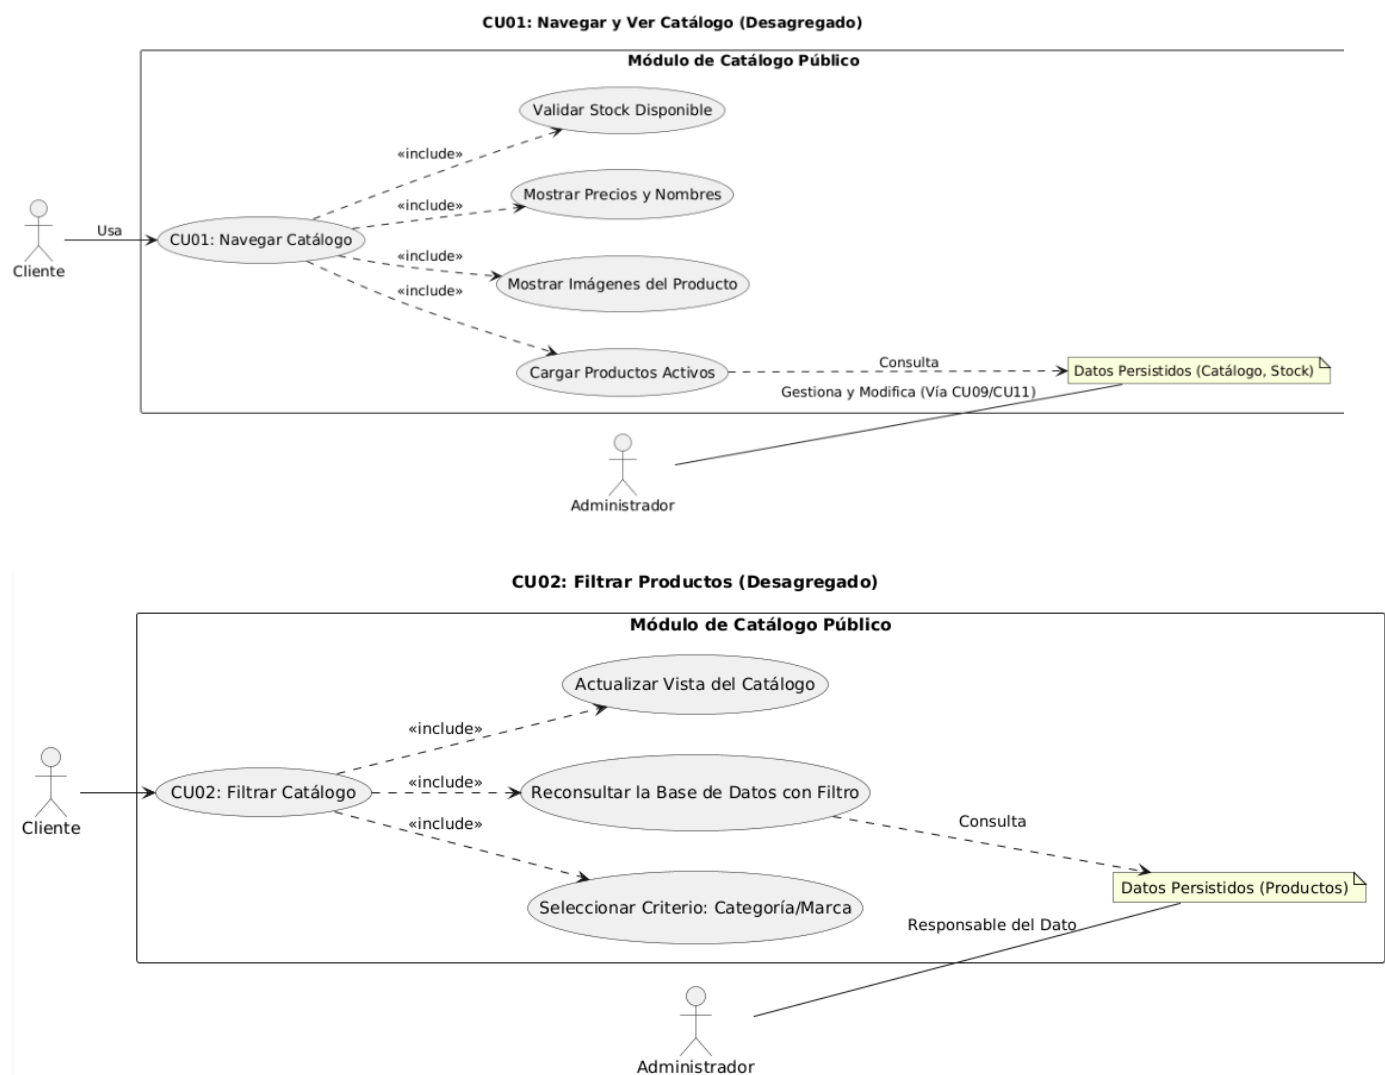 CU01: Navegar y Ver Catálogo (Desagregado)
Módulo de Catálogo Público
Validar Stock Disponible
«include»
Mostrar Precios y Nombres
«include»
Usa
CU01: Navegar Catálogo
Cliente
«include»
Mostrar Imágenes del Producto
«include»
Cargar Productos Activos
Consulta
Datos Persistidos (Catálogo, Stock)
Gestiona y Modifica (Vía CU09/CU11)
Administrador
CU02: Filtrar Productos (Desagregado)
Módulo de Catálogo Público
Actualizar Vista del Catálogo
«include»
«include»
CU02: Filtrar Catálogo
Reconsultar la Base de Datos con Filtro
Cliente
«include»
Consulta
Datos Persistidos (Productos)
Seleccionar Criterio: Categoría/Marca
Responsable del Dato
Administrador